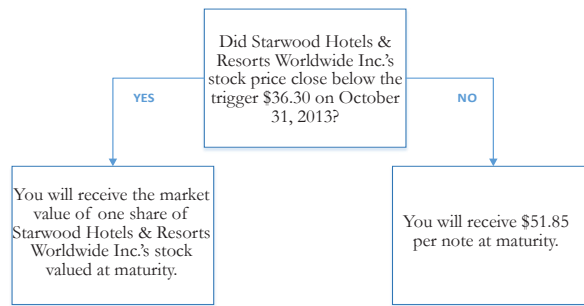 Did Starwood Hotels &
Resorts Worldwide Inc.'s
stock price close below the
trigger $36.30 on October
31, 2013?
YES
NO
You will receive the market
value of one share of
Starwood Hotels & Resorts
Worldwide Inc.'s stock
valued at maturity.
You will receive $51.85
per note at maturity.